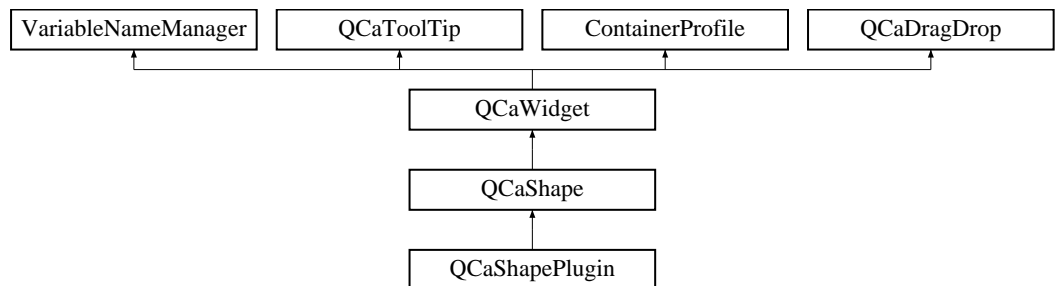 VariableNameManager
QCaToolTip
ContainerProfile
QCaDragDrop
QCaWidget
QCaShape
QCaShapePlugin